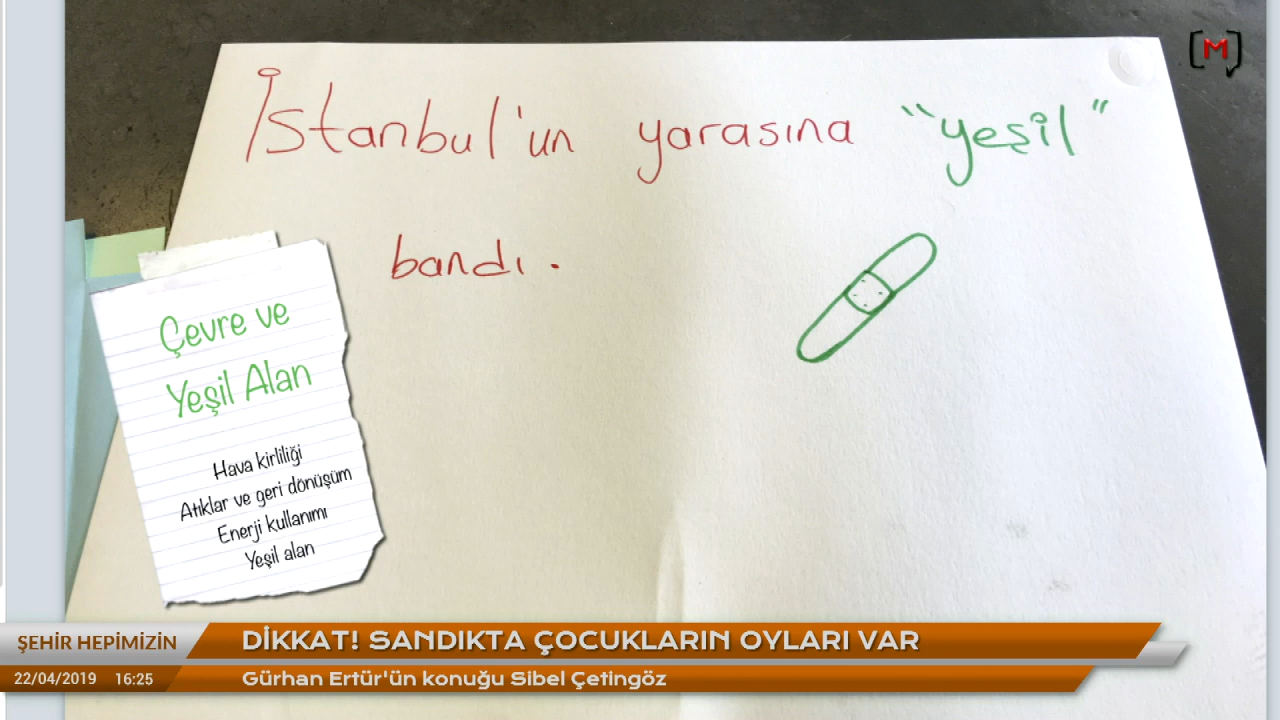 [M]
İstanbul'un yarasına "yeşil"
bandı.
Çevre ve
Yeşil Alan
Hava kirliliği
Atıklar ve geri dönüşüm
Enerji kullanımı
Yeşil alan
ŞEHİR HEPİMİZİN
DİKKAT! SANDIKTA ÇOCUKLARIN OYLARI VAR
22/04/2019 16:25
Gürhan Ertür'ün konuğu Sibel Çetingöz